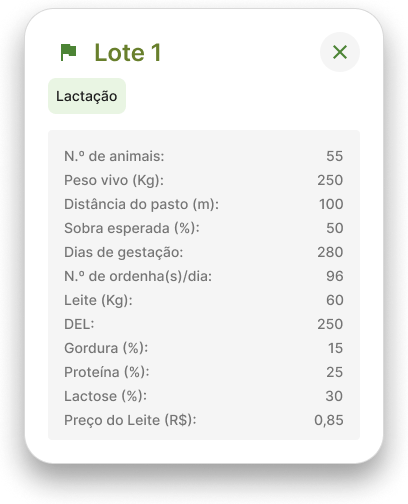 Lote 1
Lactação
N.º de animais: 55
Peso vivo (Kg): 250
Distância do pasto (m): 100
Sobra esperada (%): 50
Dias de gestação: 280
N.º de ordenha(s)/dia: 96
Leite (Kg): 60
DEL: 250
Gordura (%): 15
Proteína (%): 25
Lactose (%): 30
Preço do Leite (R$): 0,85